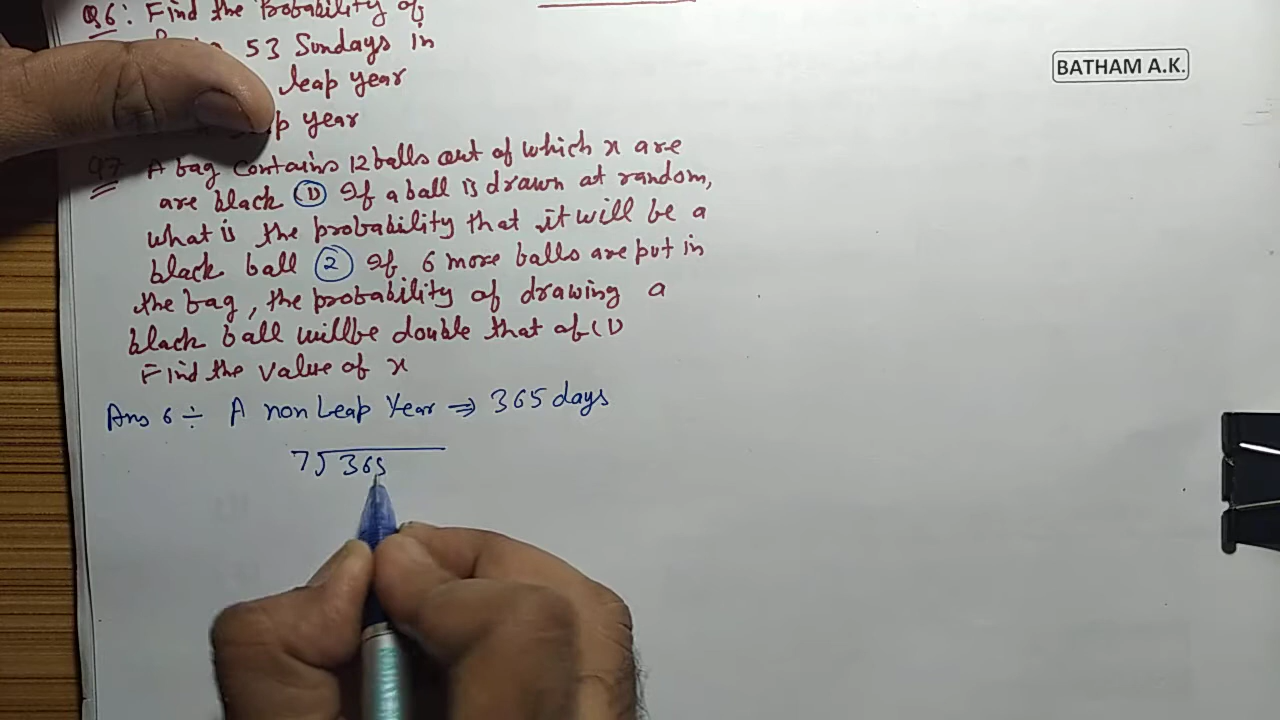 Q6: Find the Probability of
53 Sundays in
leap year
year
BATHAM A.K.
Q7 A bag contains 12 balls out of which x are
are black (1) If a ball is drawn at random,
what is the probability that it will be a
black ball (2) If 6 more balls are put in
the bag, the probability of drawing a
black ball will be double that of (1)
Find the value of x
Ans 6 ÷ A non Leap Year ⇒ 365 days
7) 365